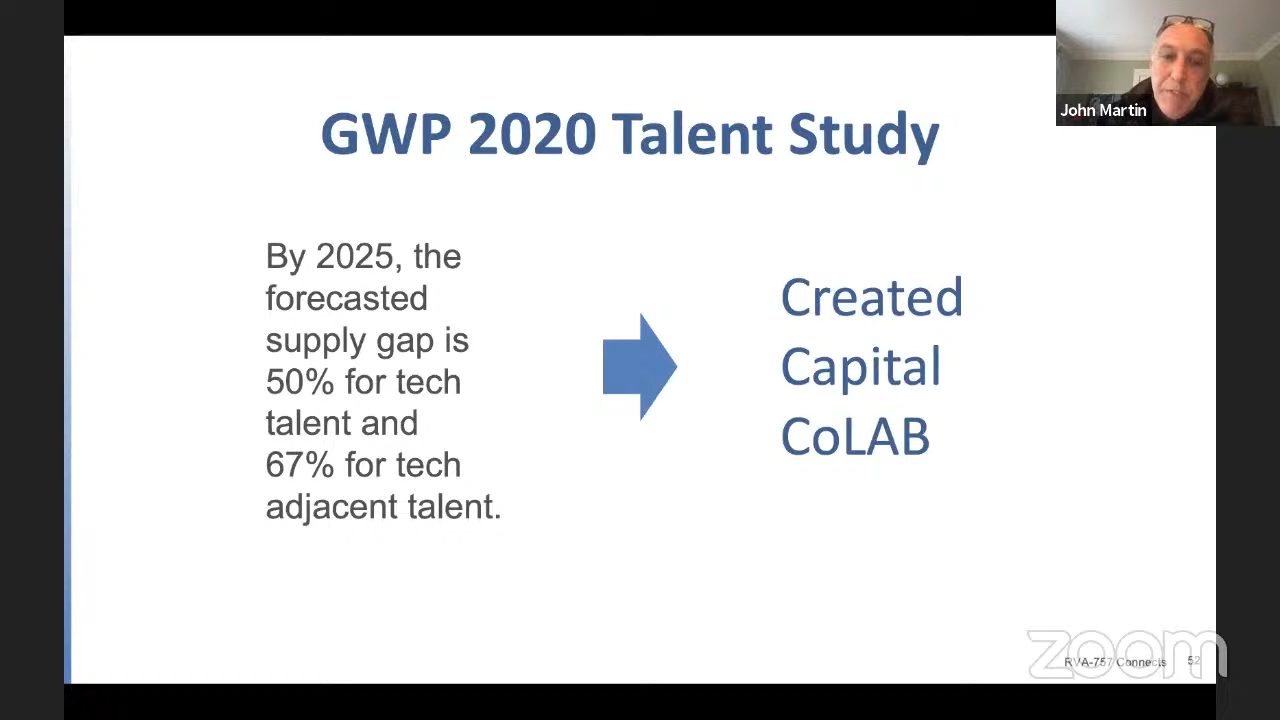 John Martin
GWP 2020 Talent Study
By 2025, the
forecasted
supply gap is
50% for tech
talent and
67% for tech
adjacent talent.
Created
Capital
CoLAB
zoom
RVA-757 Connects
52